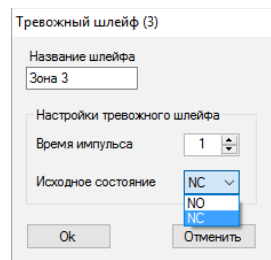 Тревожный шлейф (3)
Название шлейфа
Зона 3
Настройки тревожного шлейфа
Время импульса 1
Исходное состояние NC
NO
NC
Ok Отменить